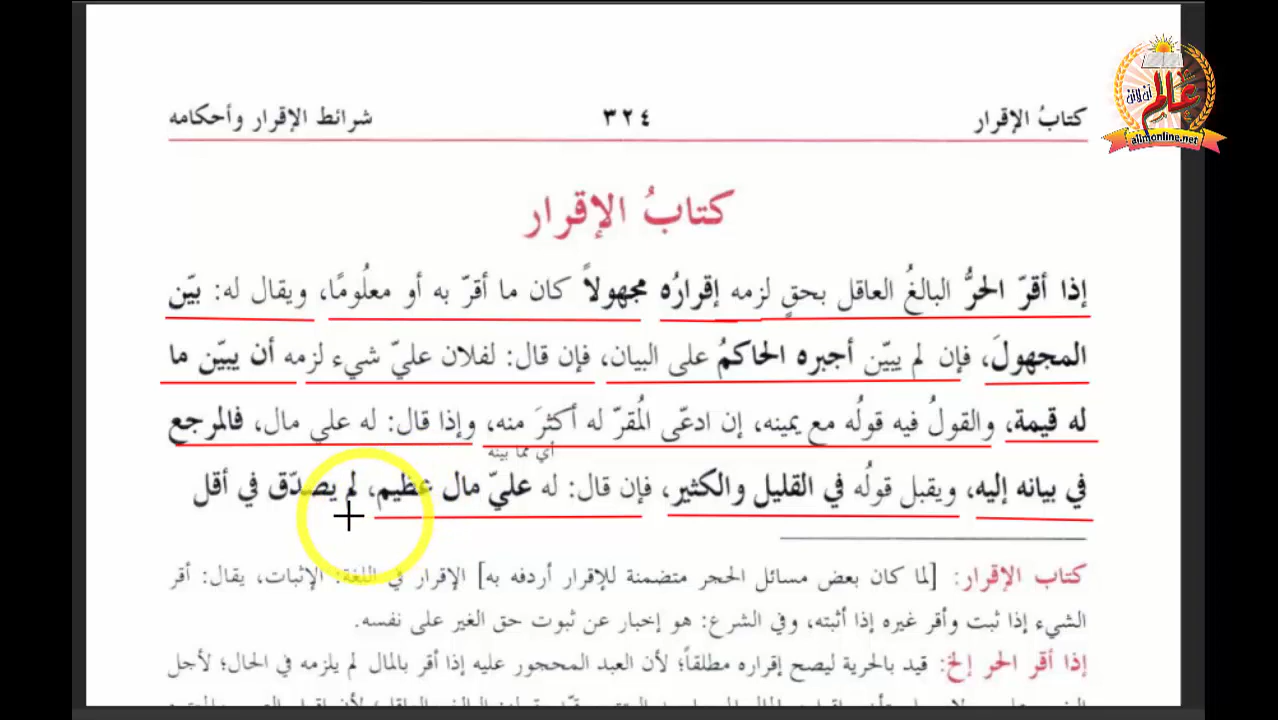 عالم
آن لائن
alimonline.net
كتابُ الإقرار ٣٢٤ شرائط الإقرار وأحكامه
كتابُ الإقرار
إذا أقرّ الحرُّ البالغُ العاقل بحقٍ لزمه إقرارُه مجهولاً كان ما أقرّ به أو معلُومًا، ويقال له: بيّن
المجهولَ، فإن لم يبيّن أجبره الحاكمُ على البيان، فإن قال: لفلان عليّ شيء لزمه أن يبيّن ما
له قيمة، والقولُ فيه قولُه مع يمينه، إن ادعّى المُقرّ له أكثرَ منه، وإذا قال: له علي مال، فالمرجع
أي مما بينه
في بيانه إليه، ويقبل قولُه في القليل والكثير، فإن قال: له عليّ مال عظيم، لم يصدّق في أقل
كتاب الإقرار: [لما كان بعض مسائل الحجر متضمنة للإقرار أردفه به] الإقرار في اللغة: الإثبات، يقال: أقر
الشيء إذا ثبت وأقر غيره إذا أثبته، وفي الشرع: هو إخبار عن ثبوت حق الغير على نفسه.
إذا أقر الحر إلخ: قيد بالحرية ليصح إقراره مطلقاً؛ لأن العبد المحجور عليه إذا أقر بالمال لم يلزمه في الحال؛ لأجل